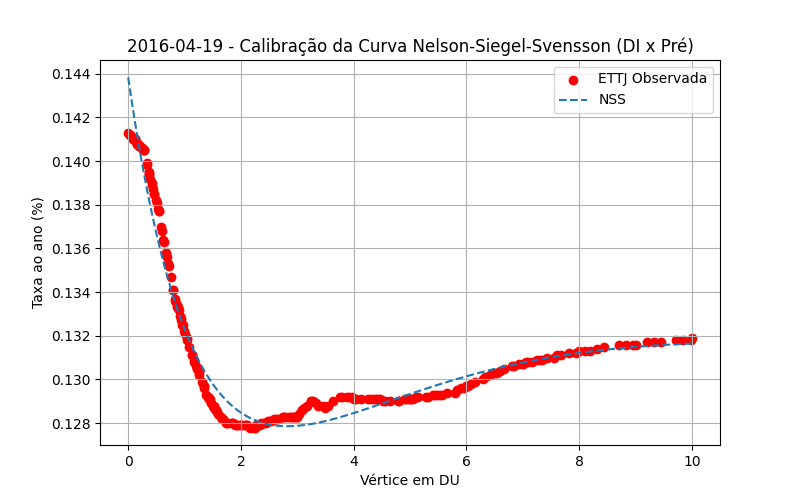 2016-04-19 - Calibração da Curva Nelson-Siegel-Svensson (DI x Pré)
ETTJ Observada
NSS
Taxa ao ano (%)
0.144
0.142
0.140
0.138
0.136
0.134
0.132
0.130
0.128
0 2 4 6 8 10
Vértice em DU